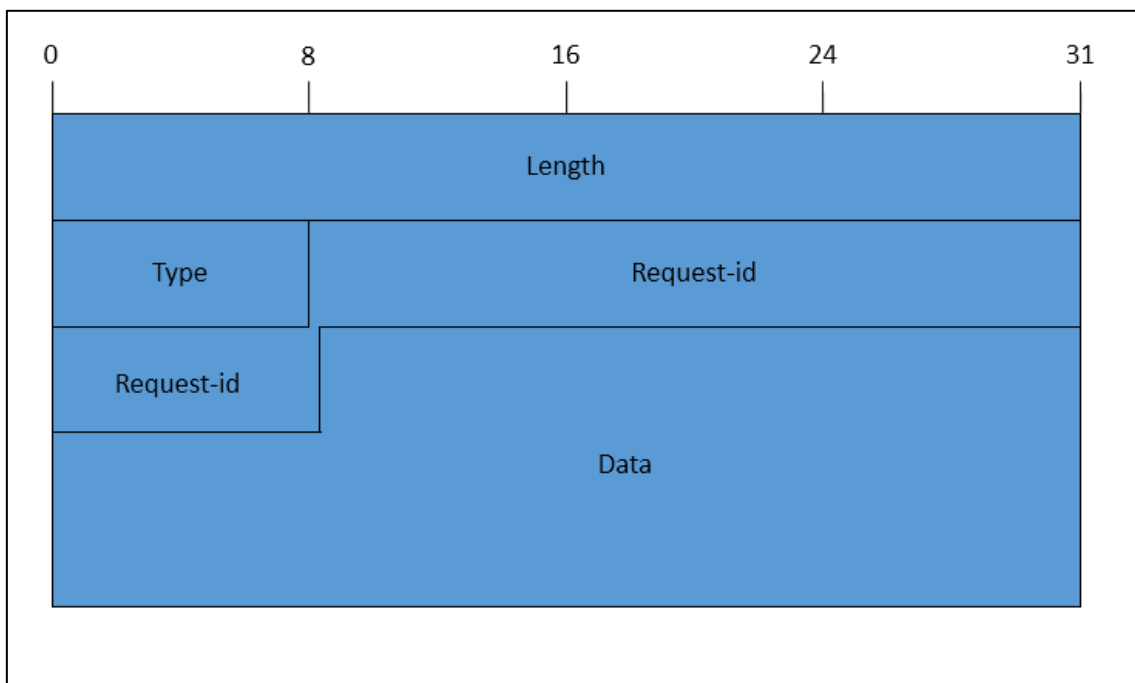 0 8 16 24 31
Length
Type Request-id
Request-id
Data